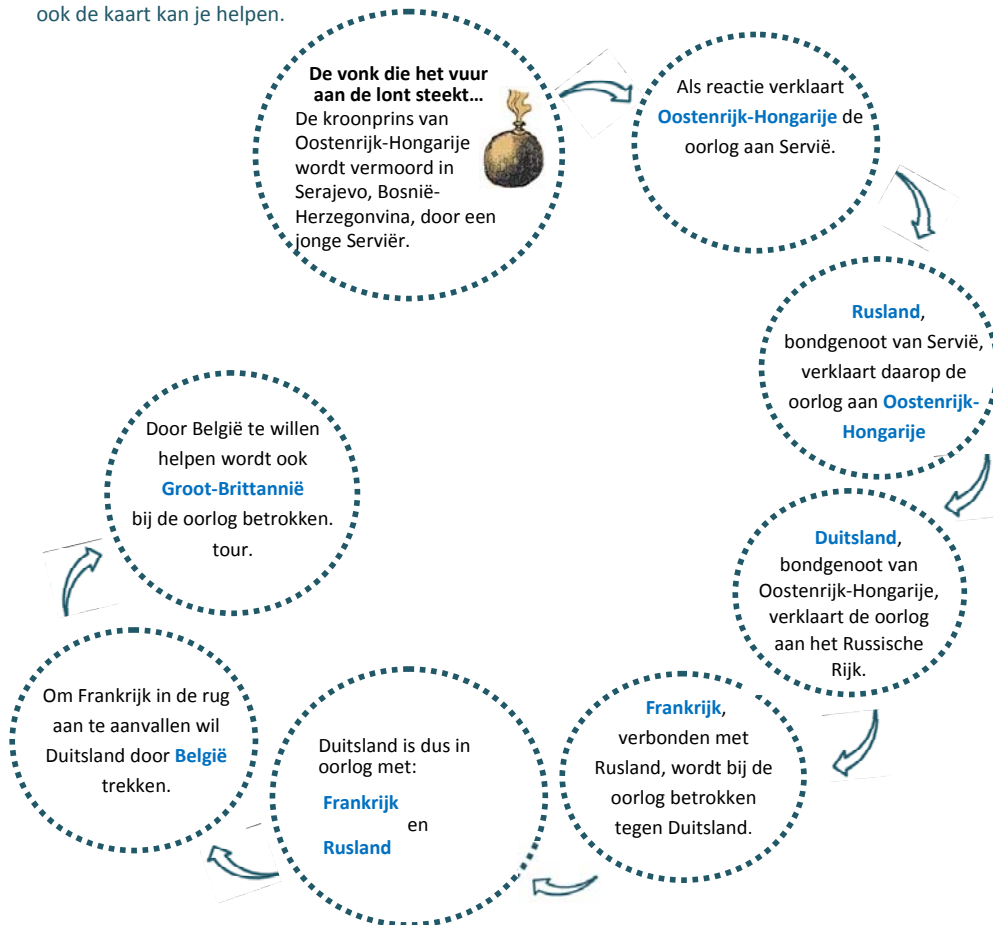 ook de kaart kan je helpen.
De vonk die het vuur
aan de lont steekt…
De kroonprins van
Oostenrijk-Hongarije
wordt vermoord in
Serajevo, Bosnië-
Herzegonvina, door een
jonge Serviër.
Als reactie verklaart
Oostenrijk-Hongarije de
oorlog aan Servië.
Rusland,
bondgenoot van Servië,
verklaart daarop de
oorlog aan Oostenrijk-
Hongarije
Duitsland,
bondgenoot van
Oostenrijk-Hongarije,
verklaart de oorlog
aan het Russische
Rijk.
Frankrijk,
verbonden met
Rusland, wordt bij de
oorlog betrokken
tegen Duitsland.
Duitsland is dus in
oorlog met:
Frankrijk
en
Rusland
Om Frankrijk in de rug
aan te aanvallen wil
Duitsland door België
trekken.
Door België te willen
helpen wordt ook
Groot-Brittannië
bij de oorlog betrokken.
tour.